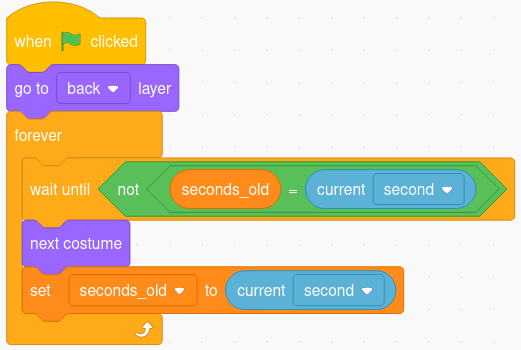 when clicked
go to back layer
forever
wait until not seconds_old = current second
next costume
set seconds_old to current second